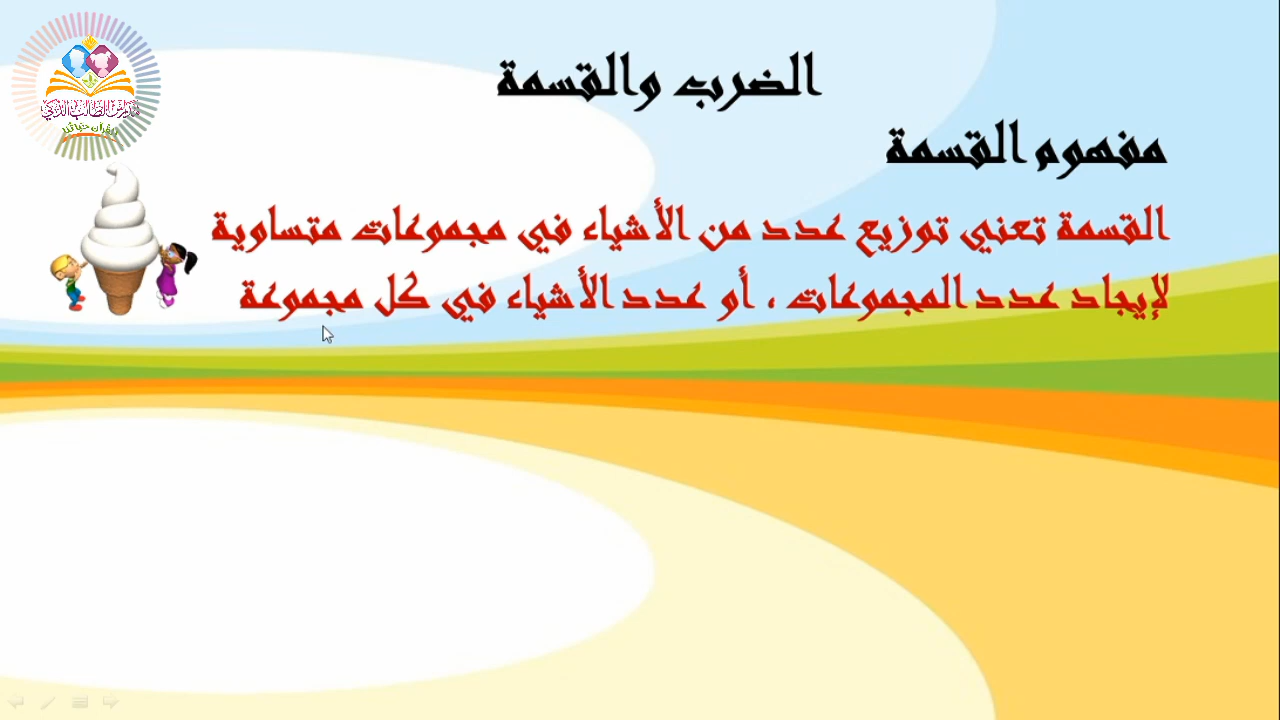 الضرب والقسمة
مفهوم القسمة
القسمة تعني توزيع عدد من الأشياء في مجموعات متساوية
لإيجاد عدد المجموعات ، أو عدد الأشياء في كل مجموعة